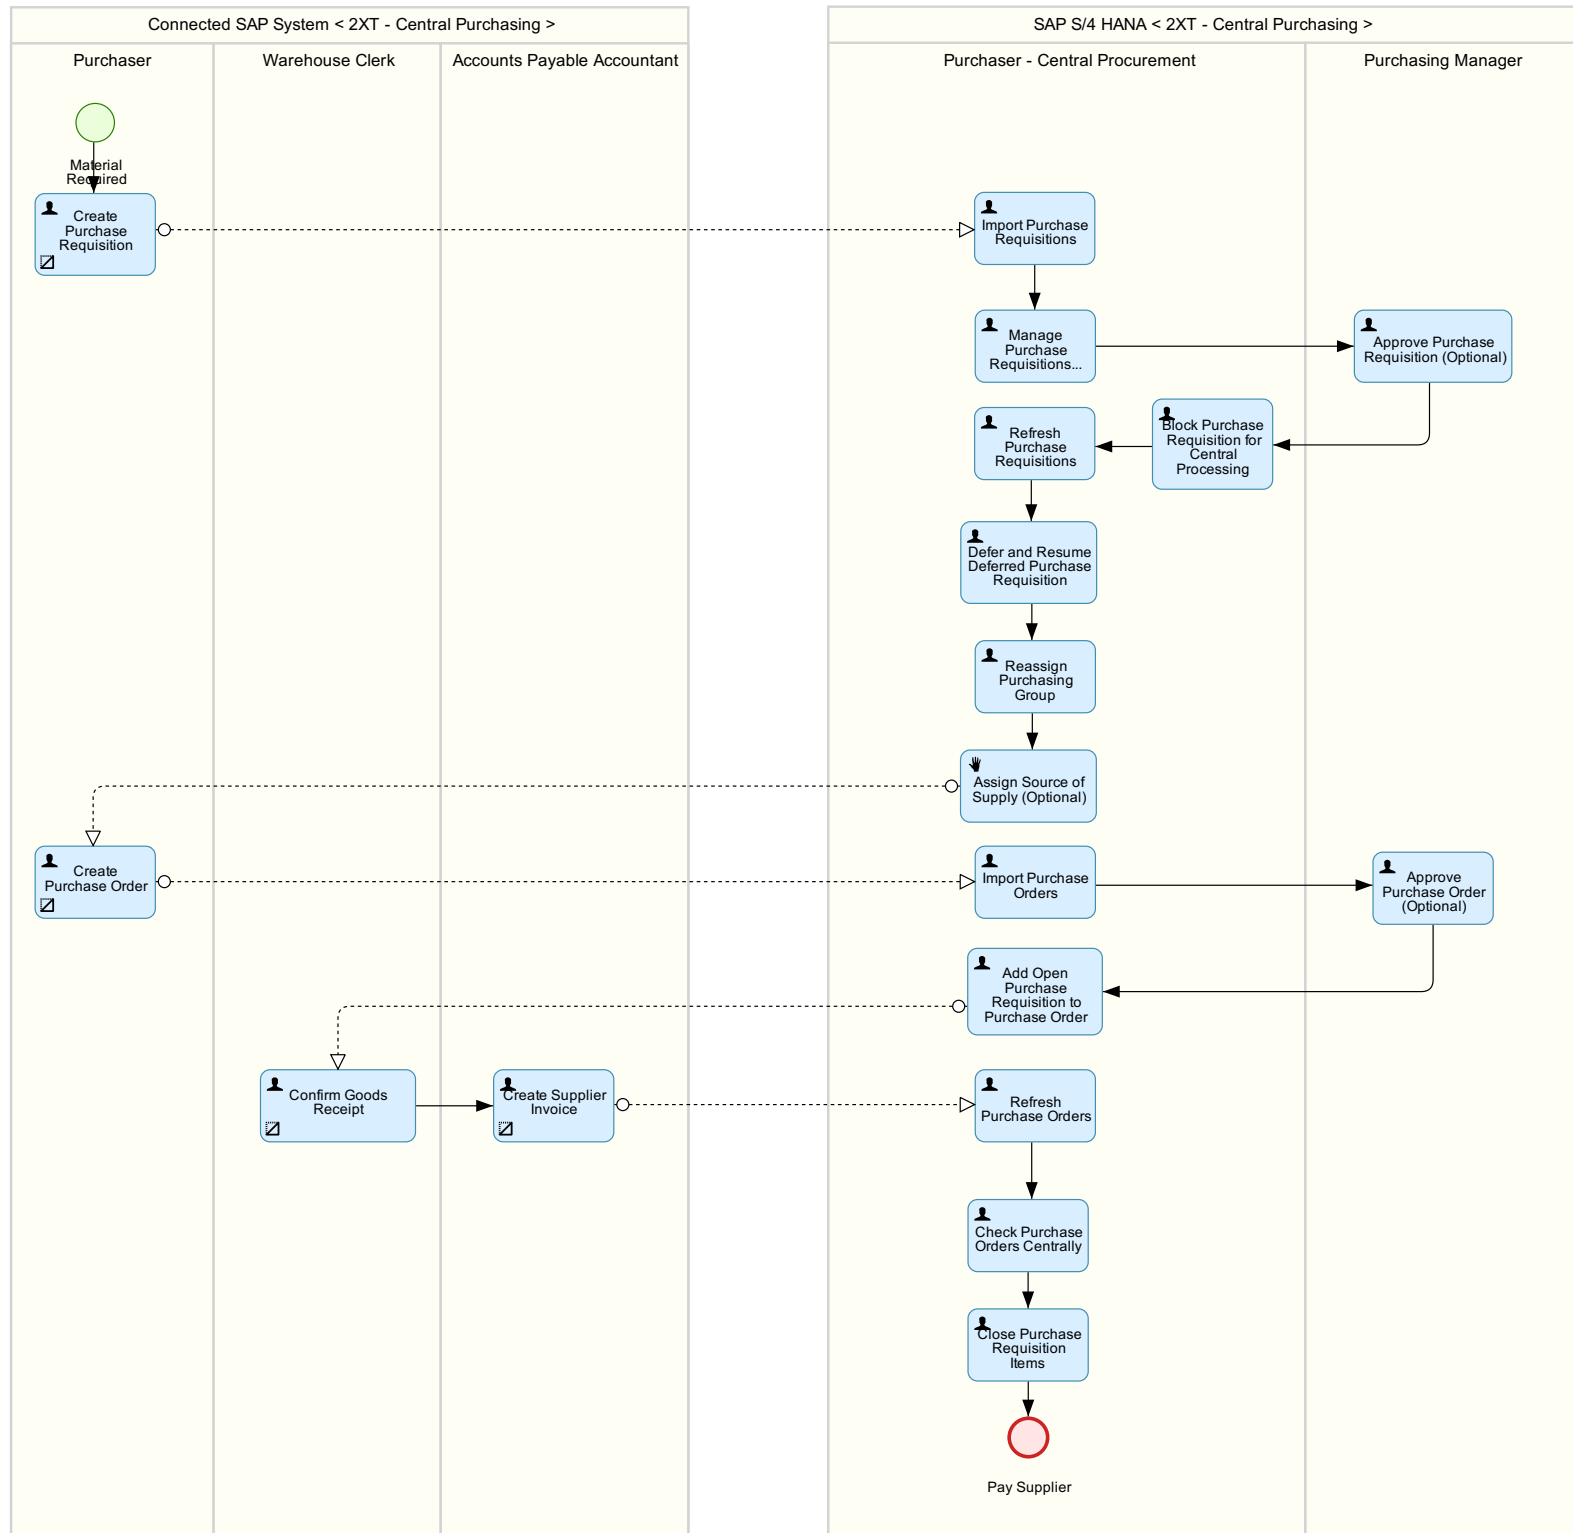 Connected SAP System < 2XT - Central Purchasing >
SAP S/4 HANA < 2XT - Central Purchasing >
Purchaser
Warehouse Clerk
Accounts Payable Accountant
Purchaser - Central Procurement
Purchasing Manager
Material
Required
Create
Purchase
Requisition
Import Purchase
Requisitions
Manage
Purchase
Requisitions...
Approve Purchase
Requisition (Optional)
Block Purchase
Requisition for
Central
Processing
Refresh
Purchase
Requisitions
Defer and Resume
Deferred Purchase
Requisition
Reassign
Purchasing
Group
Assign Source of
Supply (Optional)
Create
Purchase Order
Import Purchase
Orders
Approve
Purchase Order
(Optional)
Add Open
Purchase
Requisition to
Purchase Order
Confirm Goods
Receipt
Create Supplier
Invoice
Refresh
Purchase Orders
Check Purchase
Orders Centrally
Close Purchase
Requisition
Items
Pay Supplier